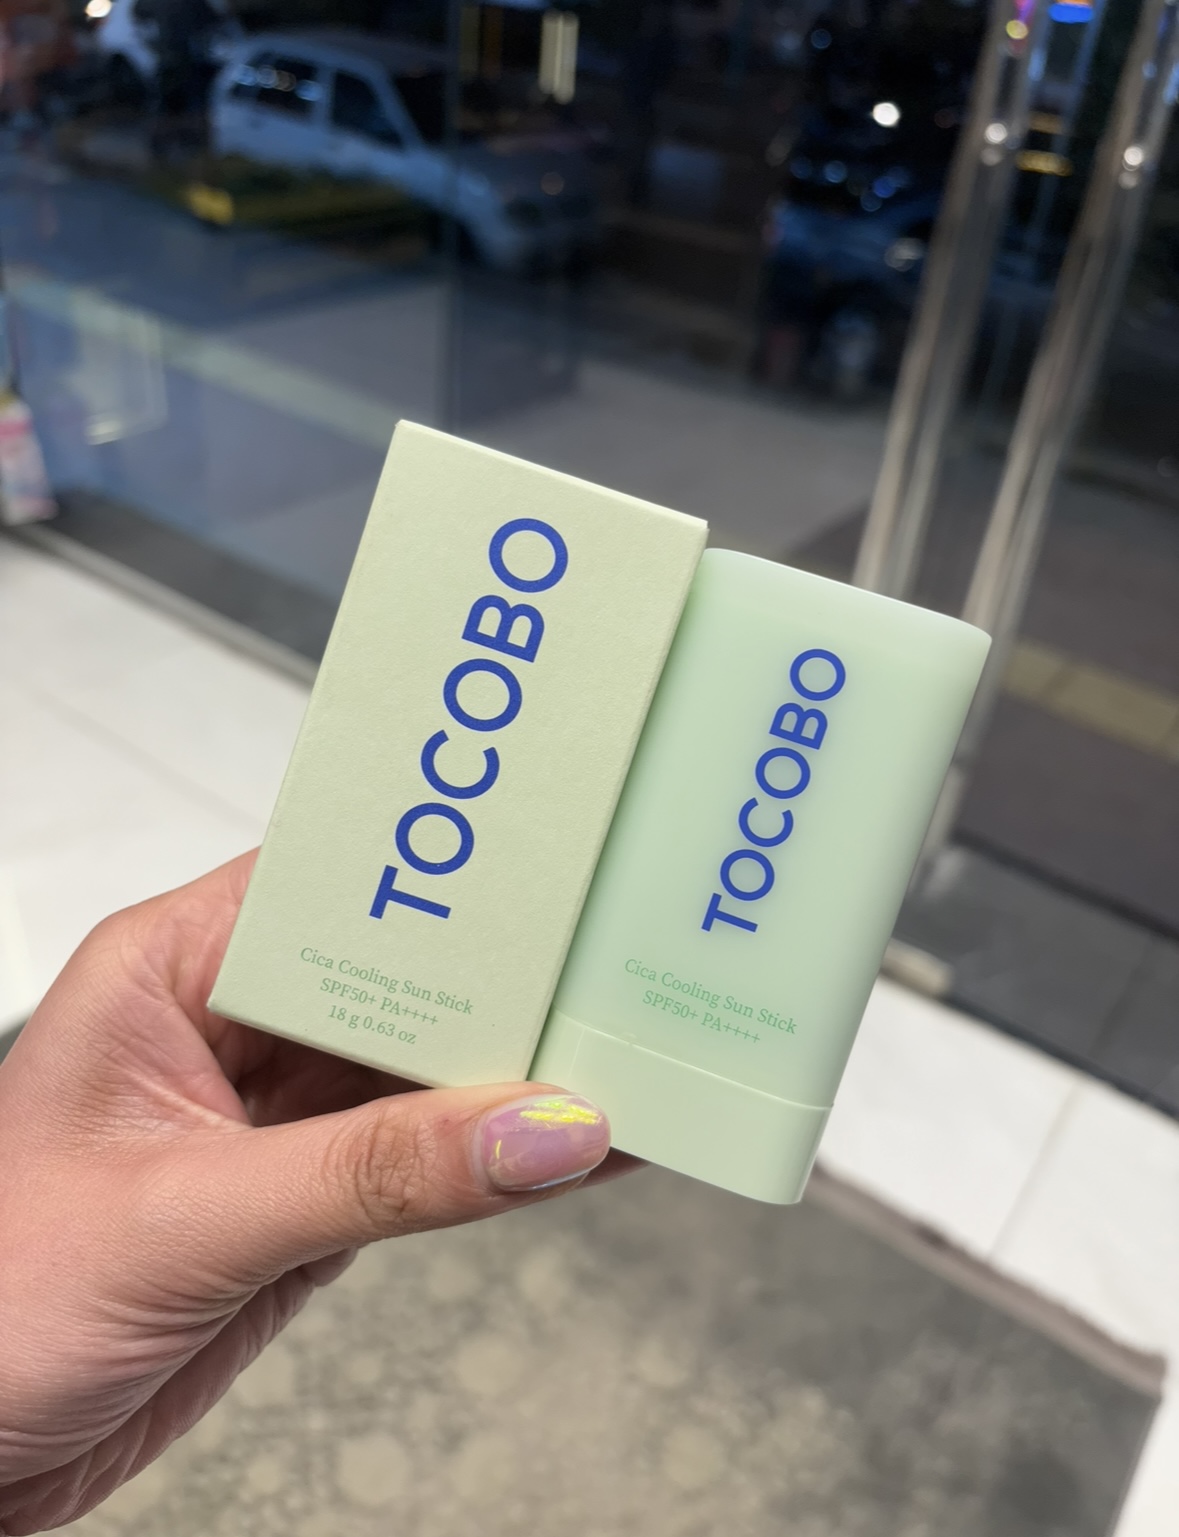 TOCOBO
Cica Cooling Sun Stick
SPF50+ PA++++
18 g 0.63 oz
TOCOBO
Cica Cooling Sun Stick
SPF50+ PA++++